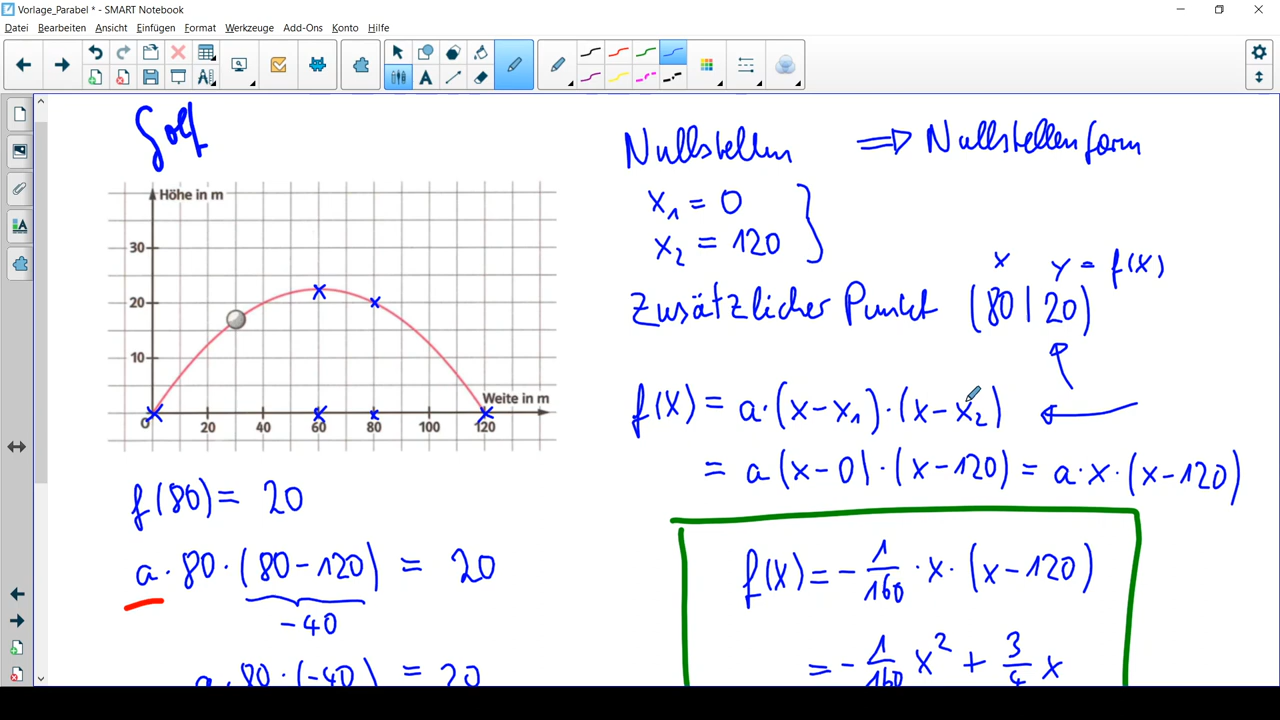 Vorlage_Parabel * - SMART Notebook
Datei Bearbeiten Ansicht Einfügen Format Werkzeuge Add-Ons Konto Hilfe
Golf
Höhe in m
30
20
10
0 20 40 60 80 100 120
Weite in m
f(80) = 20
a · 80 · (80 - 120) = 20
-40
a · 80 · (-40) = 20
Nullstellen ⇒ Nullstellenform
x₁ = 0
x₂ = 120
x y = f(x)
Zusätzlicher Punkt (80 | 20)
f(x) = a · (x - x₁) · (x - x₂)
= a (x - 0) · (x - 120) = a · x · (x - 120)
f(x) = - 1/160 · x · (x - 120)
= - 1/160 x² + 3/4 x